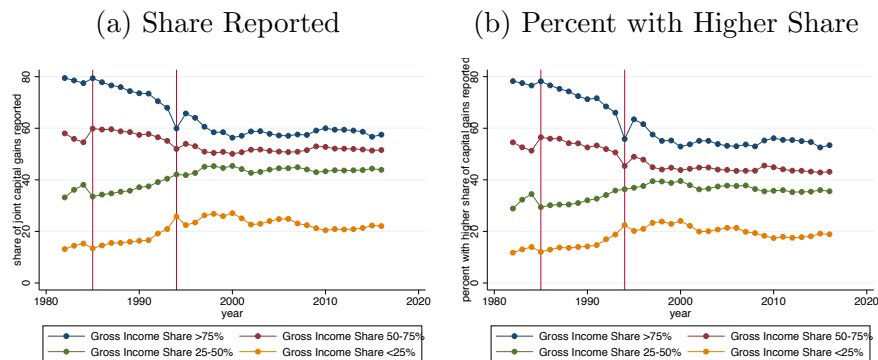 (a) Share Reported
share of joint capital gains reported
80
60
40
20
0
1980
1990
2000
2010
2020
year
Gross Income Share >75%
Gross Income Share 50-75%
Gross Income Share 25-50%
Gross Income Share <25%
(b) Percent with Higher Share
percent with higher share of capital gains reported
80
60
40
20
0
1980
1990
2000
2010
2020
year
Gross Income Share >75%
Gross Income Share 50-75%
Gross Income Share 25-50%
Gross Income Share <25%